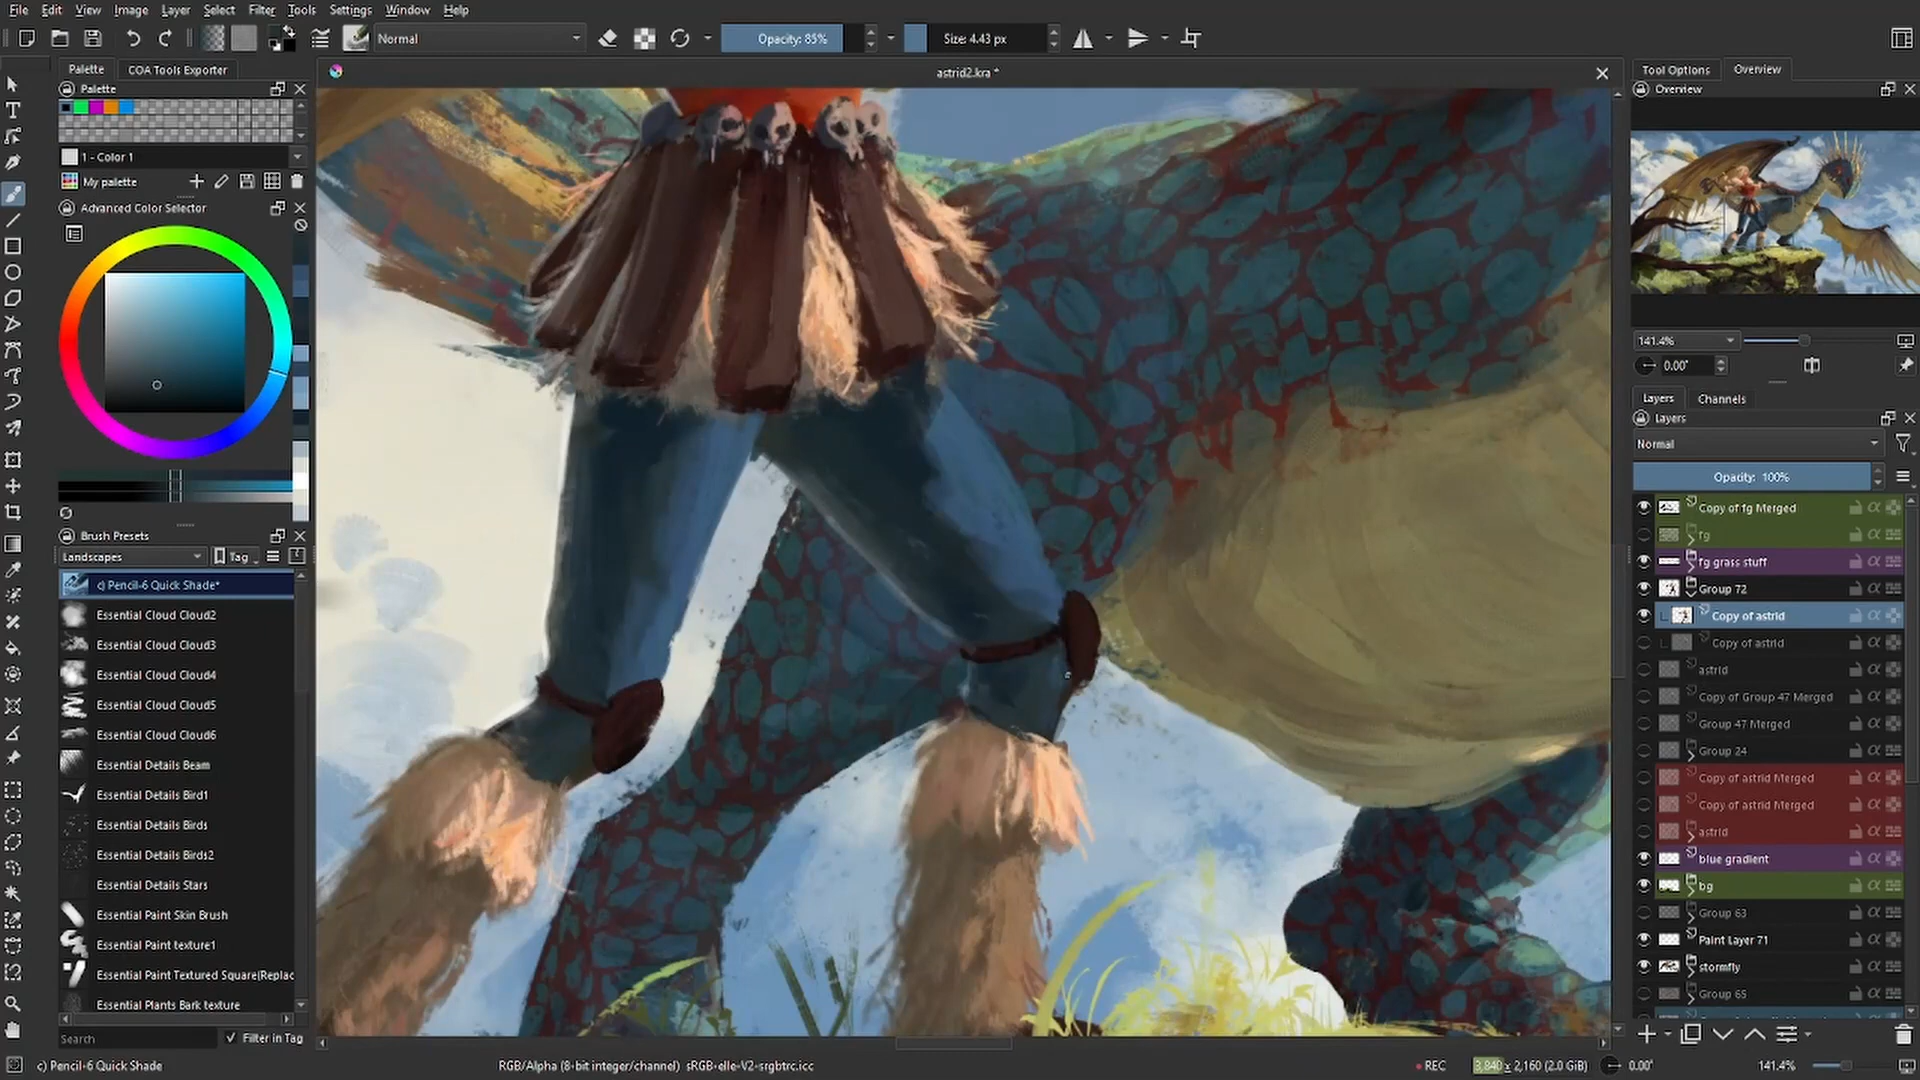 File Edit View Image Layer Select Filter Tools Settings Window Help
Normal
Opacity: 85%
Size: 4.43 px
Palette COA Tools Exporter
astrid2.kra *
Tool Options Overview
Palette
Overview
1 - Color 1
My palette
Advanced Color Selector
141.4%
0.00°
Layers Channels
Layers
Normal
Opacity: 100%
Brush Presets
Landscapes
Tag
c) Pencil-6 Quick Shade*
Essential Cloud Cloud2
Essential Cloud Cloud3
Essential Cloud Cloud4
Essential Cloud Cloud5
Essential Cloud Cloud6
Essential Details Beam
Essential Details Bird1
Essential Details Birds
Essential Details Birds2
Essential Details Stars
Essential Paint Skin Brush
Essential Paint texture1
Essential Paint Textured Square(Replac
Essential Plants Bark texture
Search
Filter in Tag
Copy of fg Merged
fg
fg grass stuff
Group 72
Copy of astrid
Copy of astrid
astrid
Copy of Group 47 Merged
Group 47 Merged
Group 24
Copy of astrid Merged
Copy of astrid Merged
astrid
blue gradient
bg
Group 63
Paint Layer 71
stormfly
Group 65
c) Pencil-6 Quick Shade
RGB/Alpha (8-bit integer/channel) sRGB-elle-V2-srgbtrc.icc
REC
3,840 x 2,160 (2.0 GiB)
0.00°
141.4%